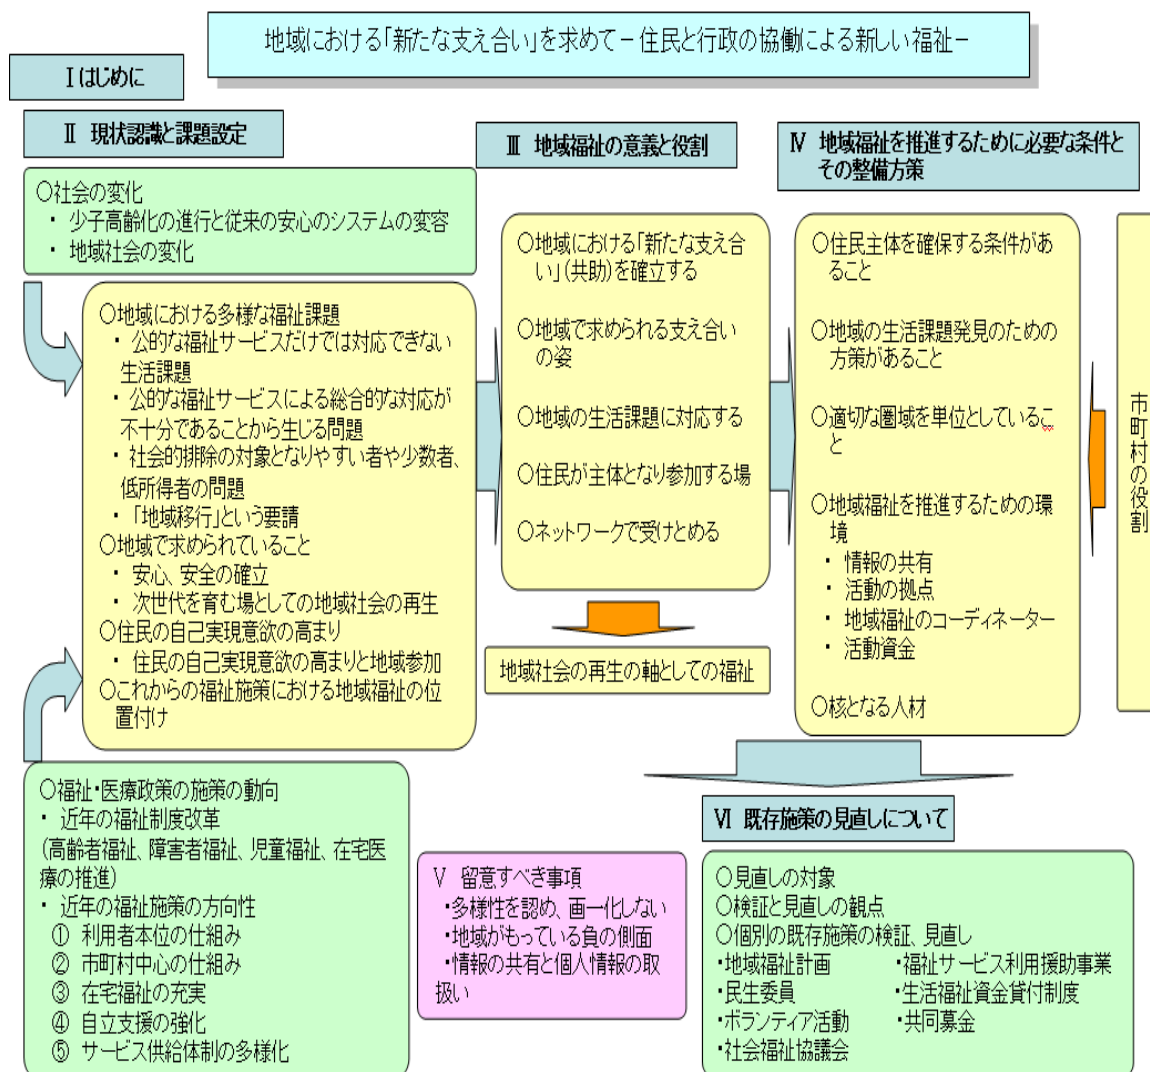 地域における「新たな支え合い」を求めて－住民と行政の協働による新しい福祉－
Ⅰはじめに
Ⅱ 現状認識と課題設定
○社会の変化
・ 少子高齢化の進行と従来の安心のシステムの変容
・ 地域社会の変化
○地域における多様な福祉課題
・ 公的な福祉サービスだけでは対応できない
生活課題
・ 公的な福祉サービスによる総合的な対応が
不十分であることから生じる問題
・ 社会的排除の対象となりやすい者や少数者、
低所得者の問題
・ 「地域移行」という要請
○地域で求められていること
・ 安心、安全の確立
・ 次世代を育む場としての地域社会の再生
○住民の自己実現意欲の高まり
・ 住民の自己実現意欲の高まりと地域参加
○これからの福祉施策における地域福祉の位
置付け
○福祉・医療政策の施策の動向
・ 近年の福祉制度改革
(高齢者福祉、障害者福祉、児童福祉、在宅医
療の推進)
・ 近年の福祉施策の方向性
① 利用者本位の仕組み
② 市町村中心の仕組み
③ 在宅福祉の充実
④ 自立支援の強化
⑤ サービス供給体制の多様化
Ⅲ 地域福祉の意義と役割
○地域における「新たな支え合
い」(共助)を確立する
○地域で求められる支え合い
の姿
○地域の生活課題に対応する
○住民が主体となり参加する場
○ネットワークで受けとめる
地域社会の再生の軸としての福祉
Ⅳ 地域福祉を推進するために必要な条件と
その整備方策
○住民主体を確保する条件があ
ること
○地域の生活課題発見のための
方策があること
○適切な圏域を単位としているこ
と
○地域福祉を推進するための環
境
・ 情報の共有
・ 活動の拠点
・ 地域福祉のコーディネーター
・ 活動資金
○核となる人材
市町村の役割
Ⅴ 留意すべき事項
・多様性を認め、画一化しない
・地域がもっている負の側面
・情報の共有と個人情報の取
扱い
Ⅵ 既存施策の見直しについて
○見直しの対象
○検証と見直しの観点
○個別の既存施策の検証、見直し
・地域福祉計画 ・福祉サービス利用援助事業
・民生委員 ・生活福祉資金貸付制度
・ボランティア活動 ・共同募金
・社会福祉協議会